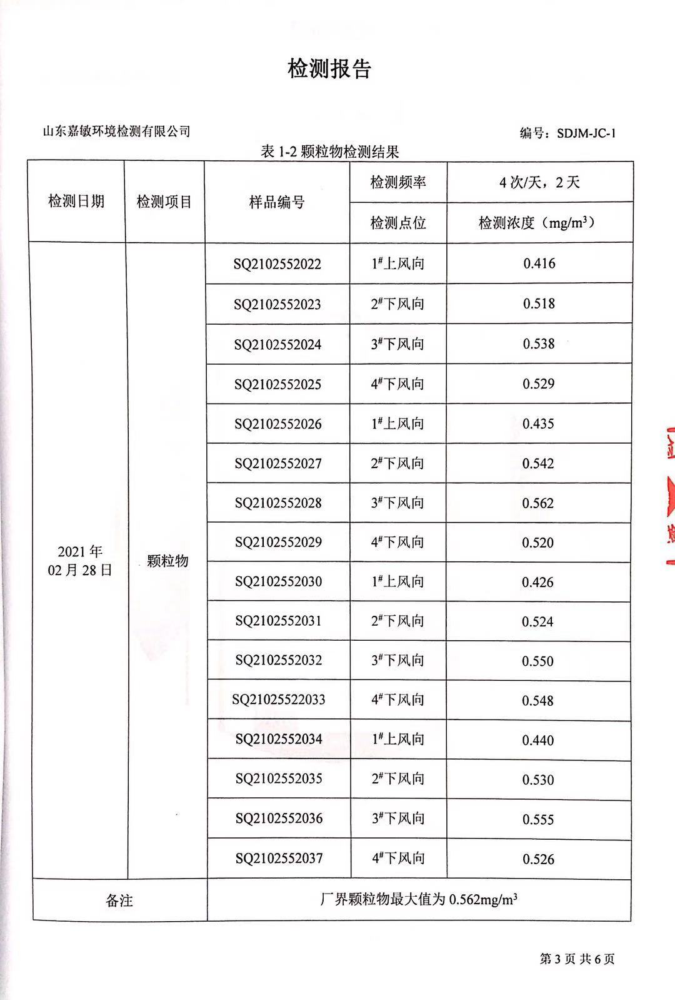 检测报告
山东嘉敏环境检测有限公司 编号：SDJM-JC-1
表 1-2 颗粒物检测结果
检测日期 检测项目 样品编号 检测频率 4 次/天，2 天
检测点位 检测浓度（mg/m³）
2021 年
02 月 28 日
颗粒物
SQ2102552022 1#上风向 0.416
SQ2102552023 2#下风向 0.518
SQ2102552024 3#下风向 0.538
SQ2102552025 4#下风向 0.529
SQ2102552026 1#上风向 0.435
SQ2102552027 2#下风向 0.542
SQ2102552028 3#下风向 0.562
SQ2102552029 4#下风向 0.520
SQ2102552030 1#上风向 0.426
SQ2102552031 2#下风向 0.524
SQ2102552032 3#下风向 0.550
SQ21025522033 4#下风向 0.548
SQ2102552034 1#上风向 0.440
SQ2102552035 2#下风向 0.530
SQ2102552036 3#下风向 0.555
SQ2102552037 4#下风向 0.526
备注 厂界颗粒物最大值为 0.562mg/m³
第 3 页 共 6 页